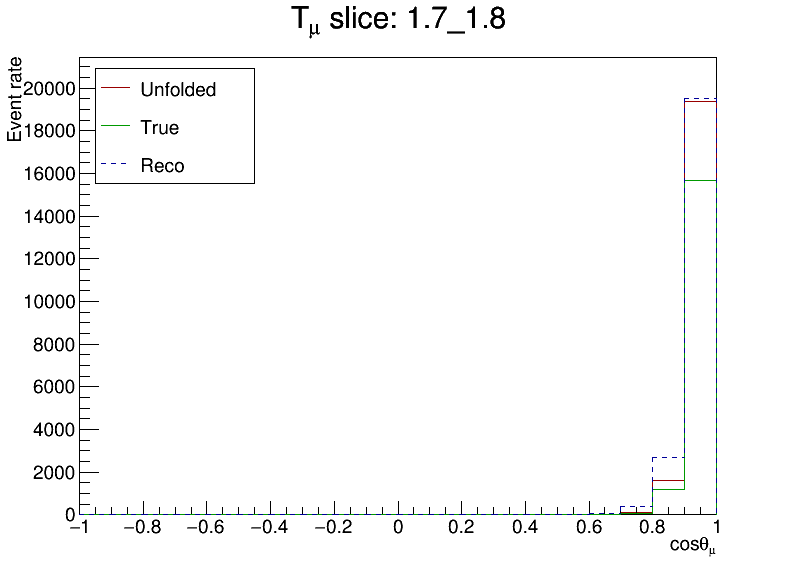 Tμ slice: 1.7_1.8
Event rate
Unfolded
True
Reco
20000
18000
16000
14000
12000
10000
8000
6000
4000
2000
0
−1 −0.8 −0.6 −0.4 −0.2 0 0.2 0.4 0.6 0.8 1
cosθμ